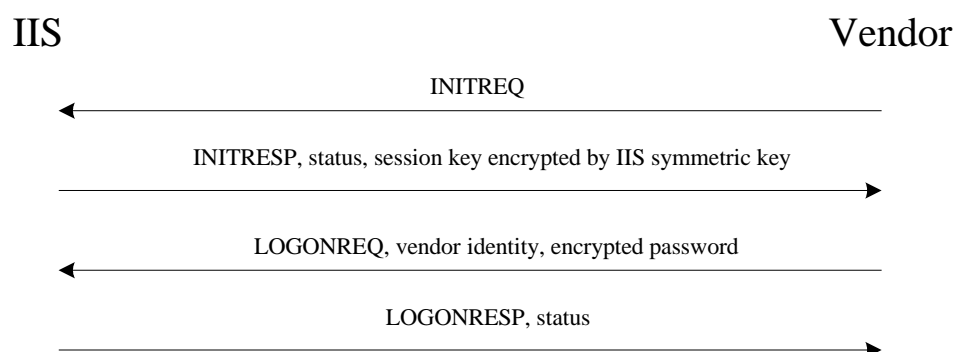 IIS
Vendor
INITREQ
INITRESP, status, session key encrypted by IIS symmetric key
LOGONREQ, vendor identity, encrypted password
LOGONRESP, status